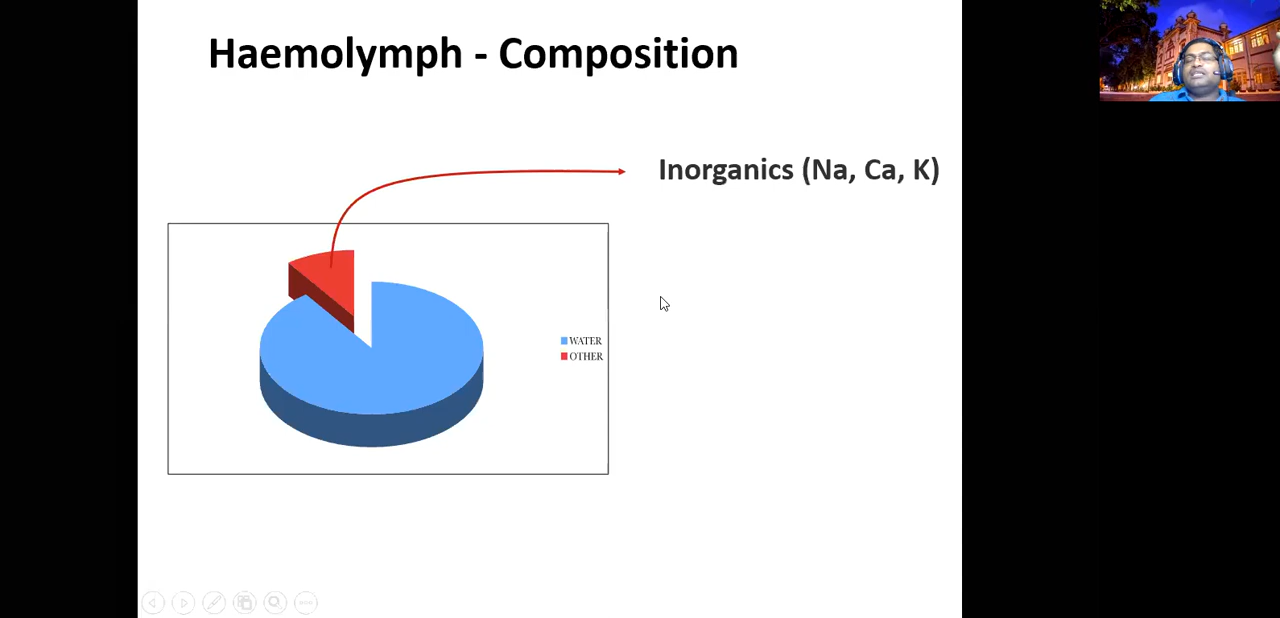 Haemolymph - Composition
Inorganics (Na, Ca, K)
WATER
OTHER